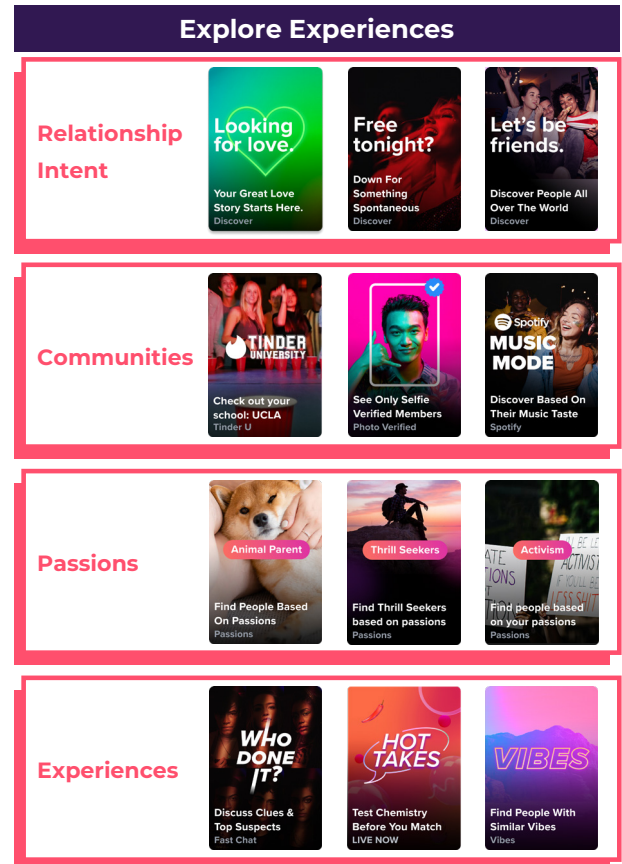 Explore Experiences
Relationship
Intent
Looking
for love.
Your Great Love
Story Starts Here.
Discover
Free
tonight?
Down For
Something
Spontaneous
Discover
Let's be
friends.
Discover People All
Over The World
Discover
Communities
TINDER
UNIVERSITY
Check out your
school: UCLA
Tinder U
See Only Selfie
Verified Members
Photo Verified
Spotify
MUSIC
MODE
Discover Based On
Their Music Taste
Spotify
Passions
Animal Parent
Find People Based
On Passions
Passions
Thrill Seekers
Find Thrill Seekers
based on passions
Passions
Activism
ACTIVIST
Find people based
on your passions
Passions
Experiences
WHO
DONE
IT?
Discuss Clues &
Top Suspects
Fast Chat
HOT
TAKES
Test Chemistry
Before You Match
LIVE NOW
VIBES
Find People With
Similar Vibes
Vibes